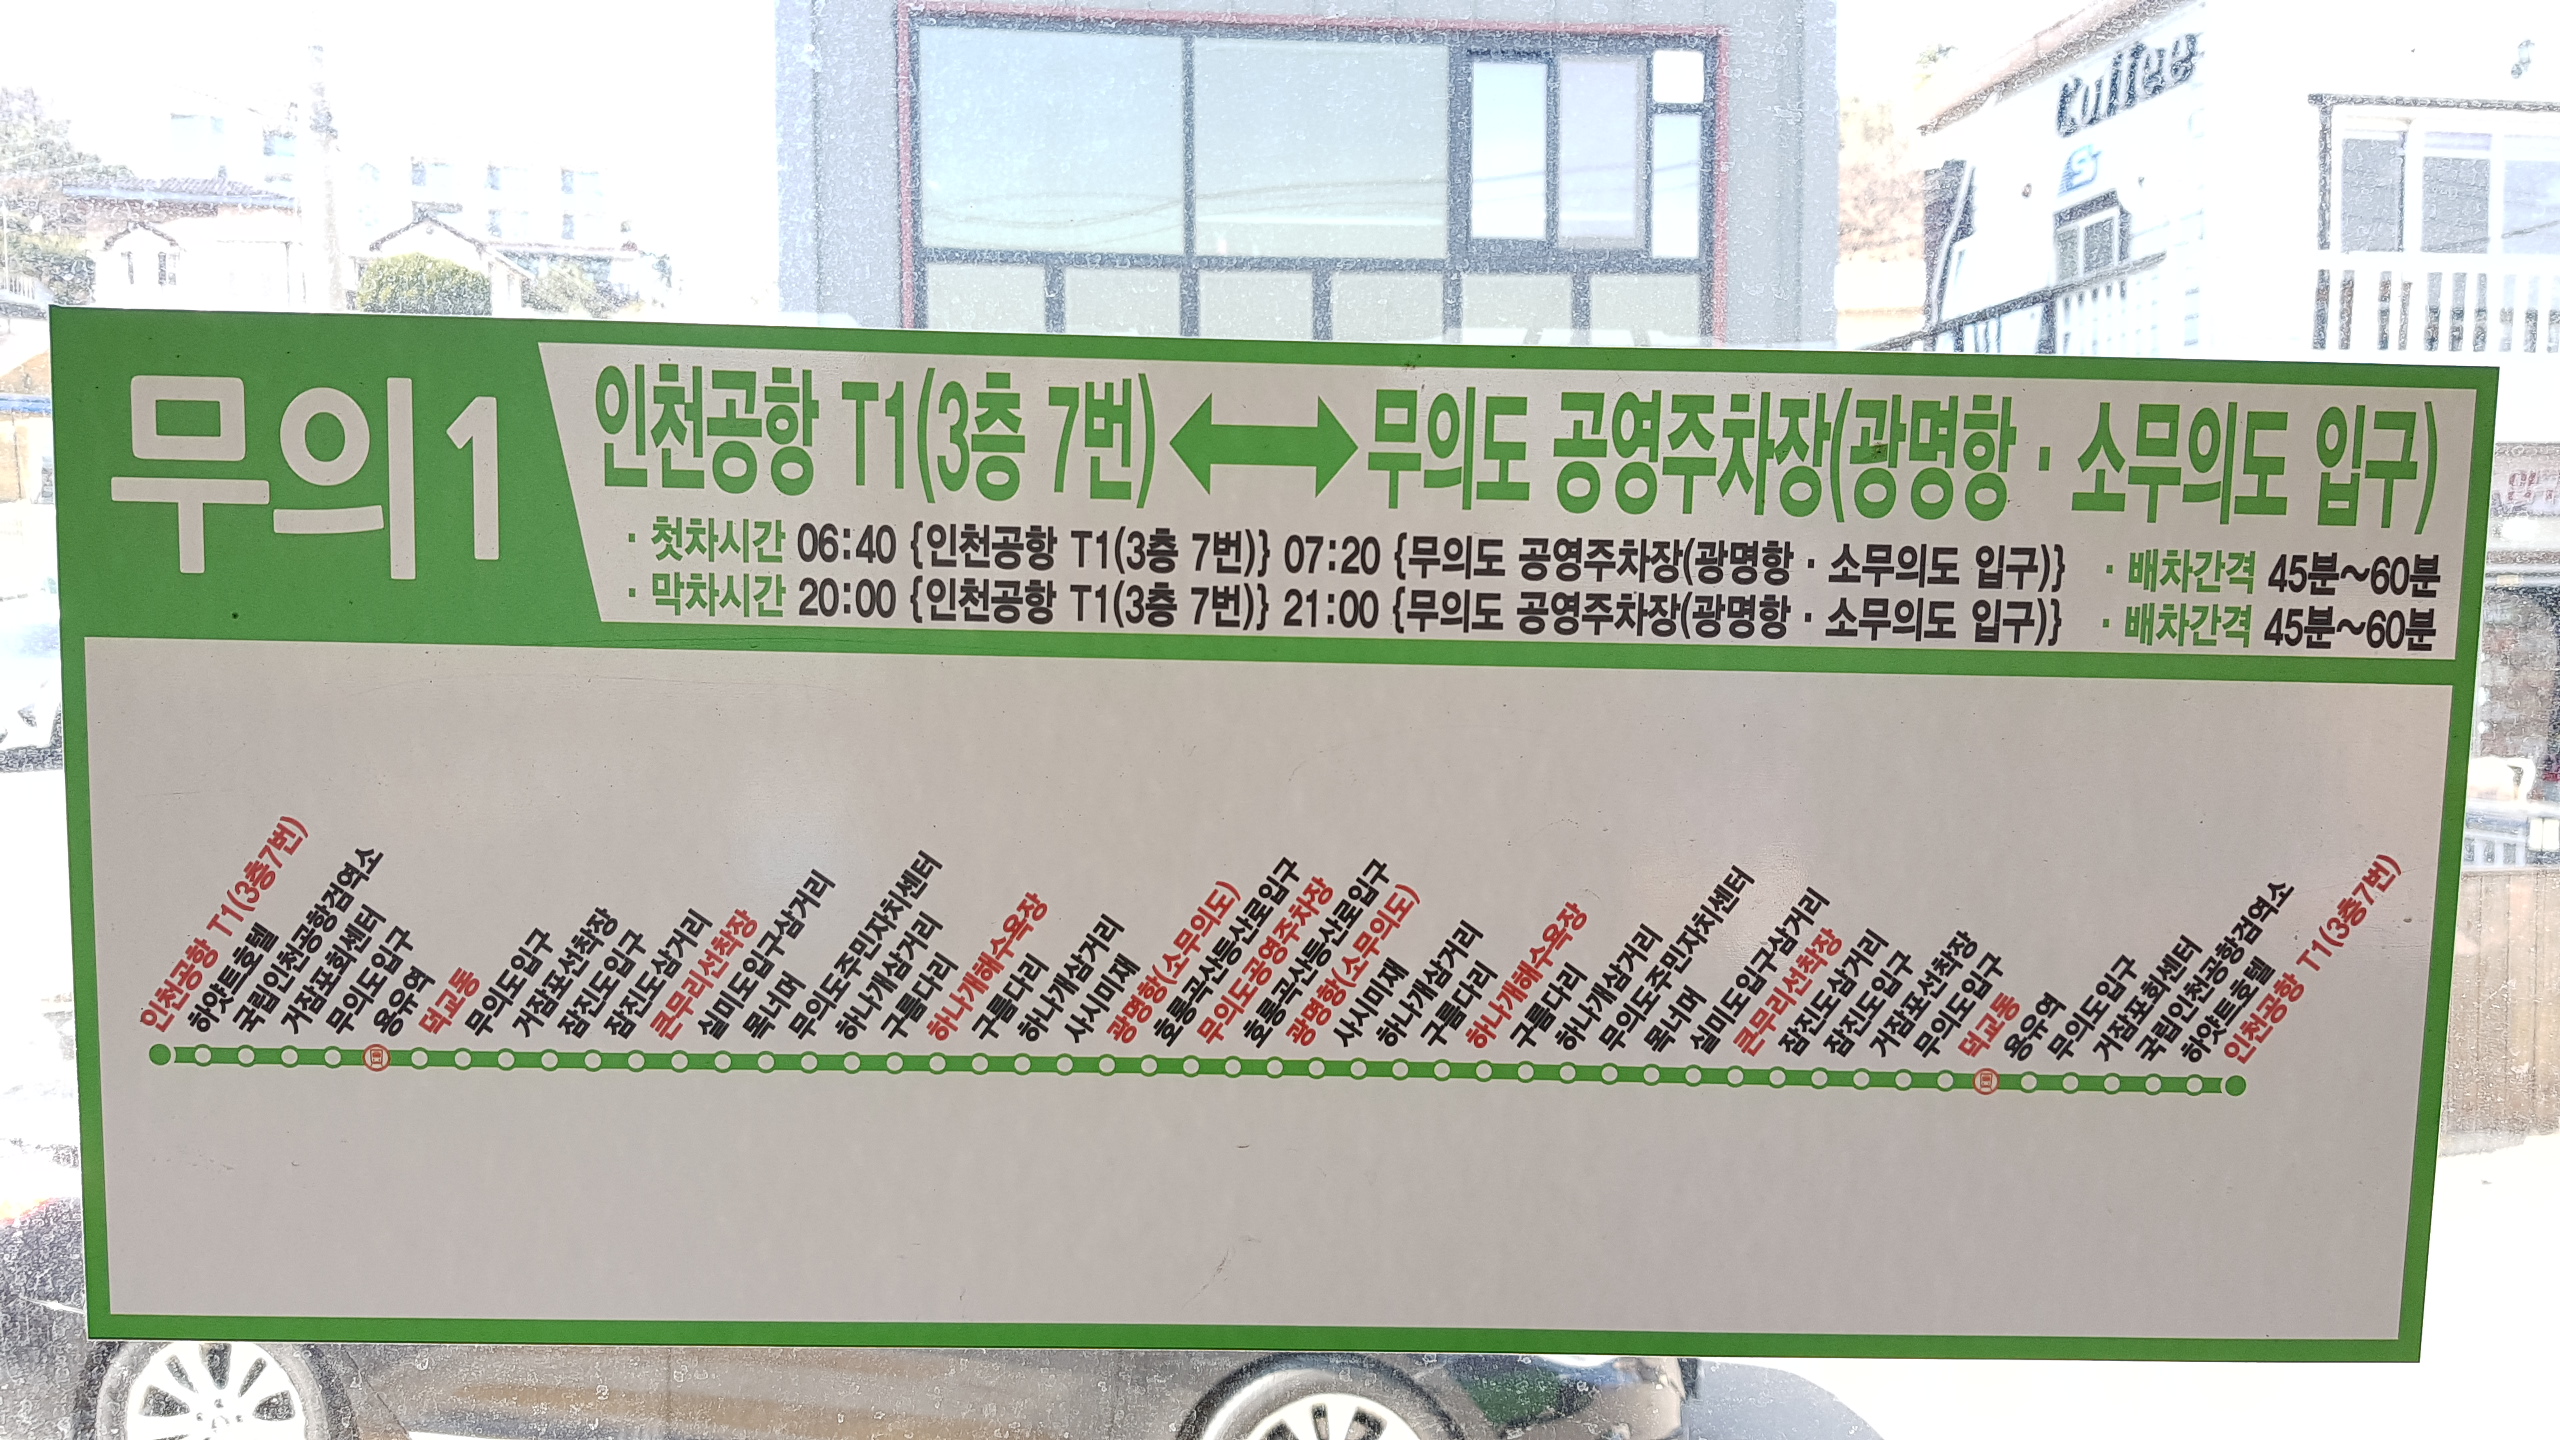 무의1
인천공항 T1(3층 7번) ↔ 무의도 공영주차장(광명항 · 소무의도 입구)
· 첫차시간 06:40 {인천공항 T1(3층 7번)} 07:20 {무의도 공영주차장(광명항 · 소무의도 입구)} · 배차간격 45분~60분
· 막차시간 20:00 {인천공항 T1(3층 7번)} 21:00 {무의도 공영주차장(광명항 · 소무의도 입구)} · 배차간격 45분~60분
인천공항 T1(3층7번)
하얏트호텔
국립인천공항검역소
거잠포회센터
무의도입구
용유역
덕교동
무의도입구
거잠포선착장
잠진도입구
잠진도삼거리
큰무리선착장
실미도입구삼거리
목너머
무의도주민자치센터
하나개삼거리
구름다리
하나개해수욕장
구름다리
하나개삼거리
사시미재
광명항(소무의도)
호룡곡산등산로입구
무의도공영주차장
호룡곡산등산로입구
광명항(소무의도)
사시미재
하나개삼거리
구름다리
하나개해수욕장
구름다리
하나개삼거리
무의도주민자치센터
목너머
실미도입구삼거리
큰무리선착장
잠진도삼거리
잠진도입구
거잠포선착장
무의도입구
덕교동
용유역
무의도입구
거잠포회센터
국립인천공항검역소
하얏트호텔
인천공항 T1(3층7번)